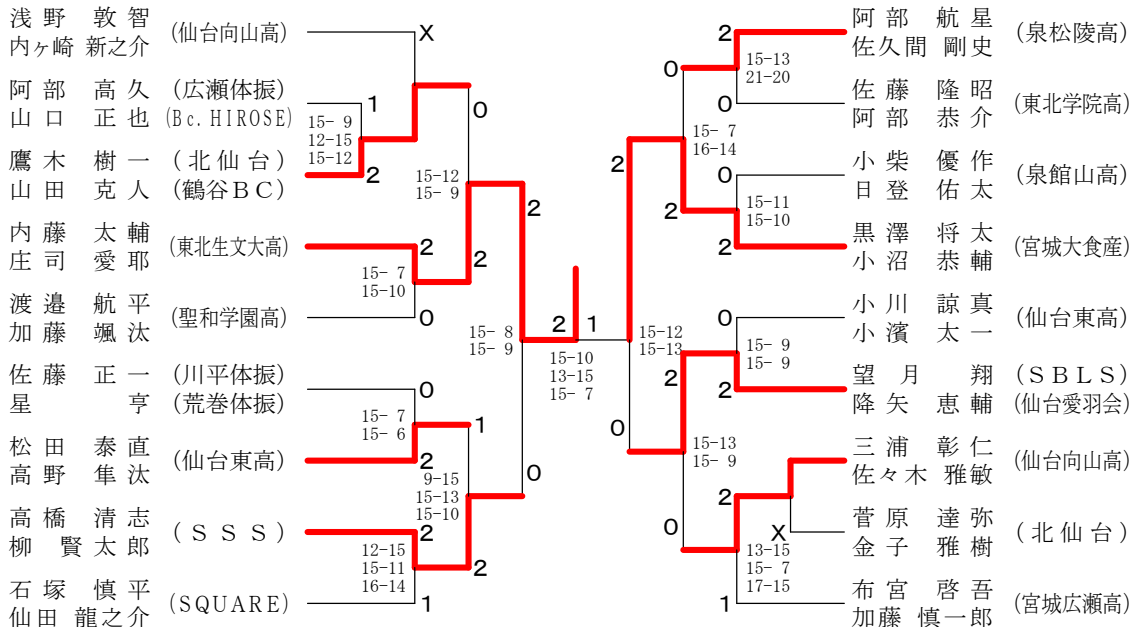 浅野 敦智 (仙台向山高)
内ヶ崎 新之介
x
阿部 高久 (広瀬体振)
山口 正也 (Bc.HIROSE)
1
15- 9
12-15
15-12
鷹木 樹一 (北仙台)
山田 克人 (鶴谷BC)
2
0
15-12
15- 9
内藤 太輔 (東北生文大高)
庄司 愛耶
2
2
15- 7
15-10
渡邉 航平 (聖和学園高)
加藤 颯汰
0
2
15- 8
15- 9
佐藤 正一 (川平体振)
星 亨 (荒巻体振)
0
15- 7
15- 6
松田 泰直 (仙台東高)
高野 隼汰
2
1
9-15
15-13
15-10
0
高橋 清志 (SSS)
柳 賢太郎
2
12-15
15-11
16-14
2
石塚 慎平 (SQUARE)
仙田 龍之介
1
2 1
15-10
13-15
15- 7
阿部 航星 (泉松陵高)
佐久間 剛史
2
15-13
21-20
0
佐藤 隆昭 (東北学院高)
阿部 恭介
0
15- 7
16-14
2
小柴 優作 (泉館山高)
日登 佑太
0
15-11
15-10
2
黒澤 将太 (宮城大食産)
小沼 恭輔
2
小川 諒真 (仙台東高)
小濱 太一
0
15-12
15-13
15- 9
15- 9
望月 翔 (SBLS)
降矢 恵輔 (仙台愛羽会)
2
2
0
15-13
15- 9
三浦 彰仁 (仙台向山高)
佐々木 雅敏
2
0
菅原 達弥 (北仙台)
金子 雅樹
x
13-15
15- 7
17-15
布宮 啓吾 (宮城広瀬高)
加藤 慎一郎
1